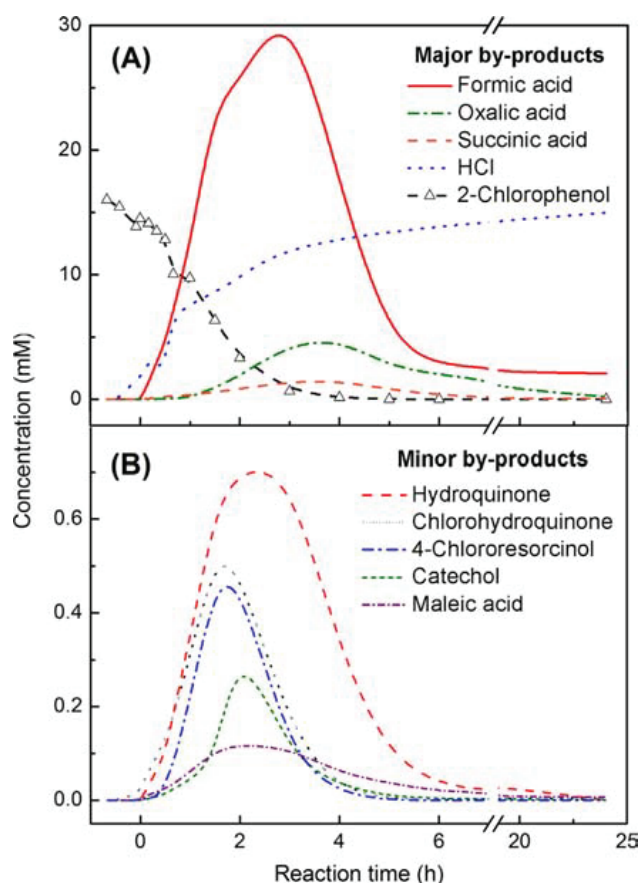 30
(A)
Major by-products
Formic acid
Oxalic acid
Succinic acid
HCl
2-Chlorophenol
20
10
0
Concentration (mM)
(B)
Minor by-products
Hydroquinone
Chlorohydroquinone
4-Chlororesorcinol
Catechol
Maleic acid
0.6
0.4
0.2
0.0
0 2 4 6 20 25
Reaction time (h)